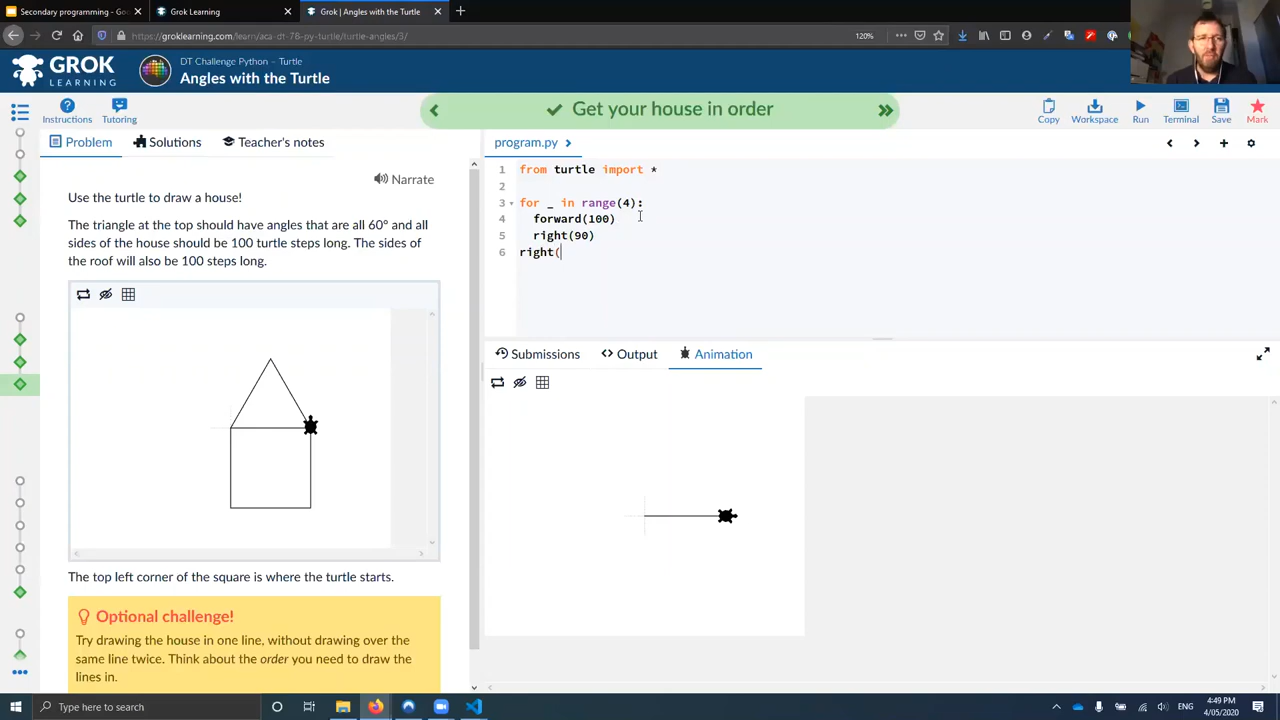 Secondary programming - Go
Grok Learning
Grok | Angles with the Turtle
https://groklearning.com/learn/aca-dt-78-py-turtle/turtle-angles/3/
120%
GROK
LEARNING
DT Challenge Python - Turtle
Angles with the Turtle
Instructions
Tutoring
Get your house in order
Copy
Workspace
Run
Terminal
Save
Mark
Problem
Solutions
Teacher's notes
program.py
Narrate
Use the turtle to draw a house!
The triangle at the top should have angles that are all 60° and all
sides of the house should be 100 turtle steps long. The sides of
the roof will also be 100 steps long.
The top left corner of the square is where the turtle starts.
Optional challenge!
Try drawing the house in one line, without drawing over the
same line twice. Think about the order you need to draw the
lines in.
1 from turtle import *
2
3 for _ in range(4):
4   forward(100)
5   right(90)
6 right(
Submissions
Output
Animation
Type here to search
ENG
4:49 PM
4/05/2020